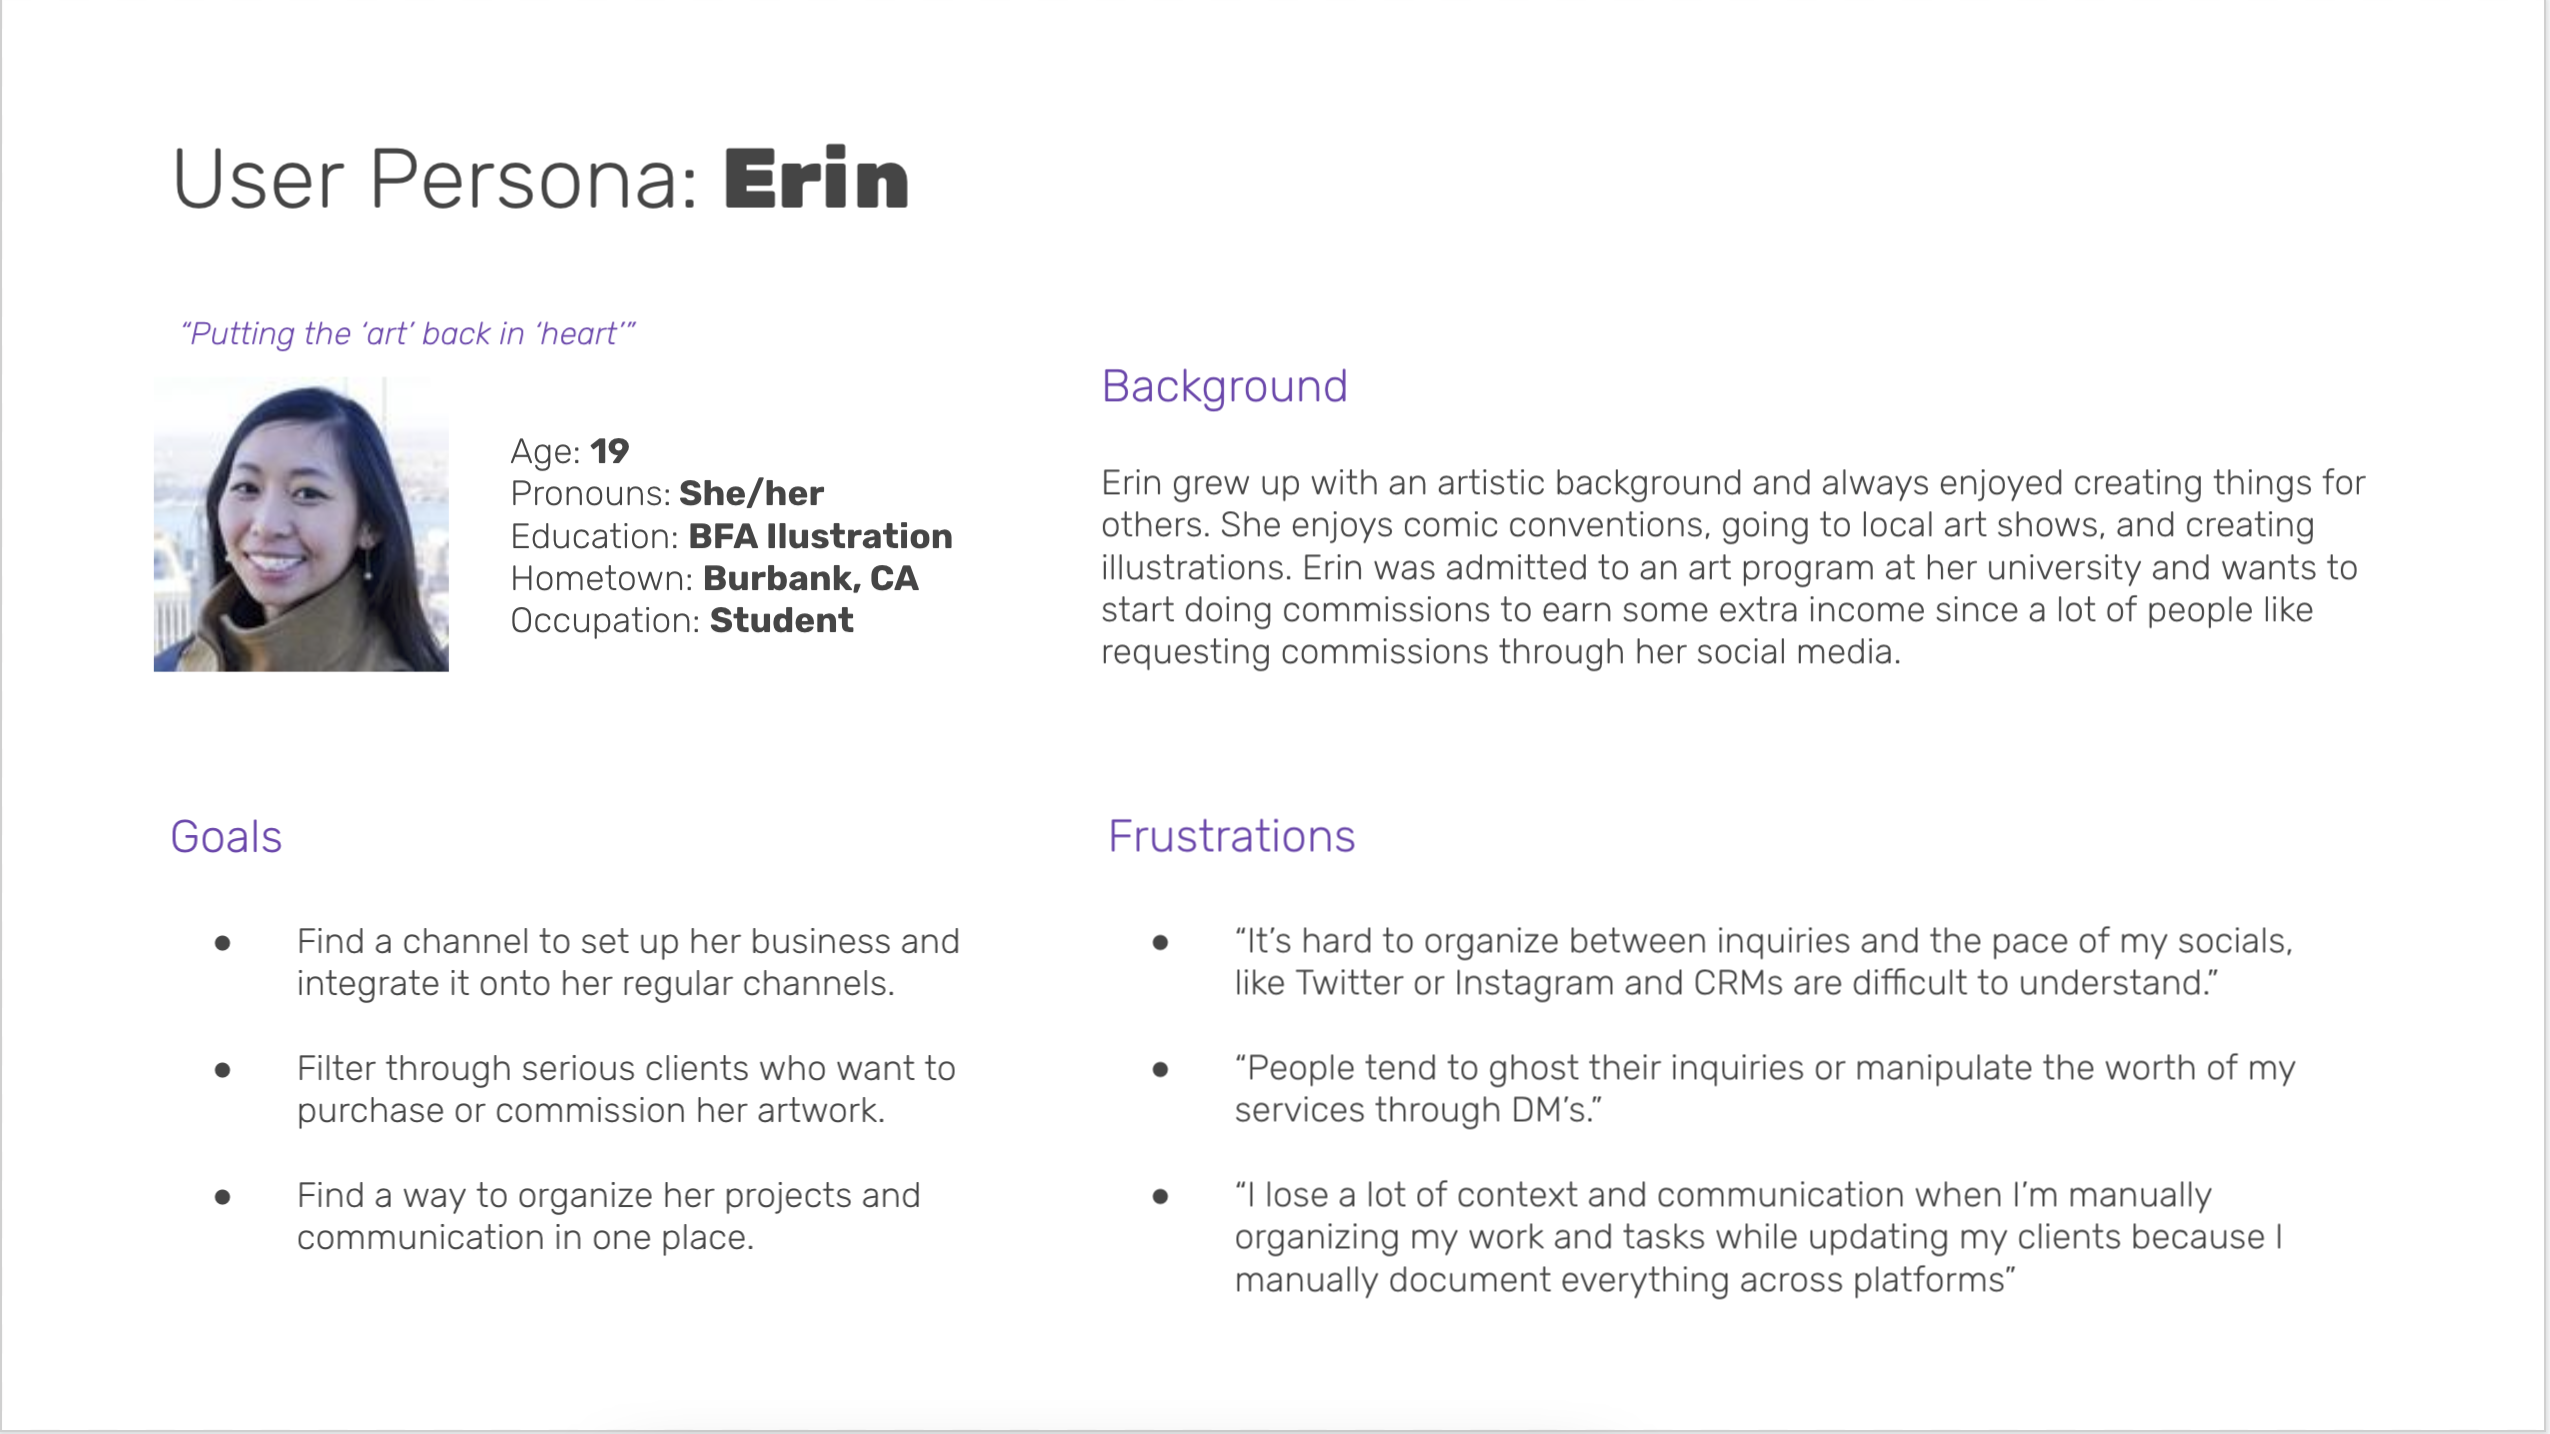 User Persona: Erin
“Putting the ‘art’ back in ‘heart’”
Age: 19
Pronouns: She/her
Education: BFA Ilustration
Hometown: Burbank, CA
Occupation: Student
Background
Erin grew up with an artistic background and always enjoyed creating things for
others. She enjoys comic conventions, going to local art shows, and creating
illustrations. Erin was admitted to an art program at her university and wants to
start doing commissions to earn some extra income since a lot of people like
requesting commissions through her social media.
Goals
● Find a channel to set up her business and
integrate it onto her regular channels.
● Filter through serious clients who want to
purchase or commission her artwork.
● Find a way to organize her projects and
communication in one place.
Frustrations
● “It’s hard to organize between inquiries and the pace of my socials,
like Twitter or Instagram and CRMs are difficult to understand.”
● “People tend to ghost their inquiries or manipulate the worth of my
services through DM’s.”
● “I lose a lot of context and communication when I’m manually
organizing my work and tasks while updating my clients because I
manually document everything across platforms”